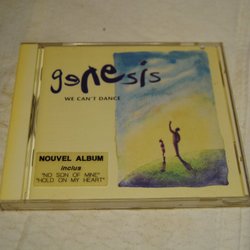 genesis
WE CAN'T DANCE
NOUVEL ALBUM
inclus
"NO SON OF MINE"
"HOLD ON MY HEART"